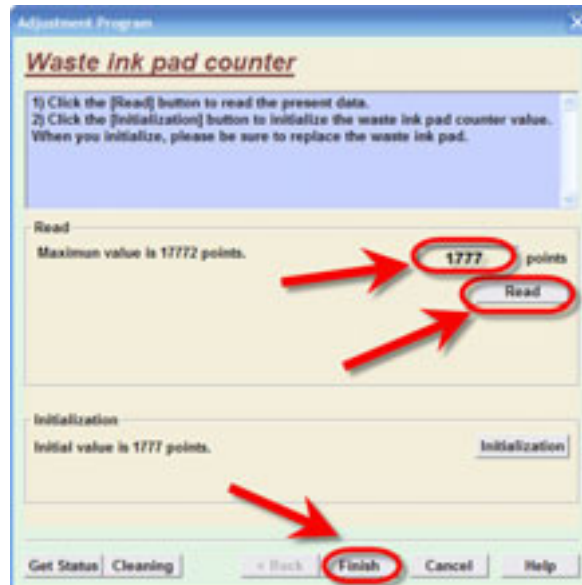 Adjustment Program
Waste ink pad counter
1) Click the [Read] button to read the present data.
2) Click the [Initialization] button to initialize the waste ink pad counter value.
When you initialize, please be sure to replace the waste ink pad.
Read
Maximun value is 17772 points.
1777 points
Read
Initialization
Initial value is 1777 points.
Initialization
Get Status Cleaning < Back Finish Cancel Help